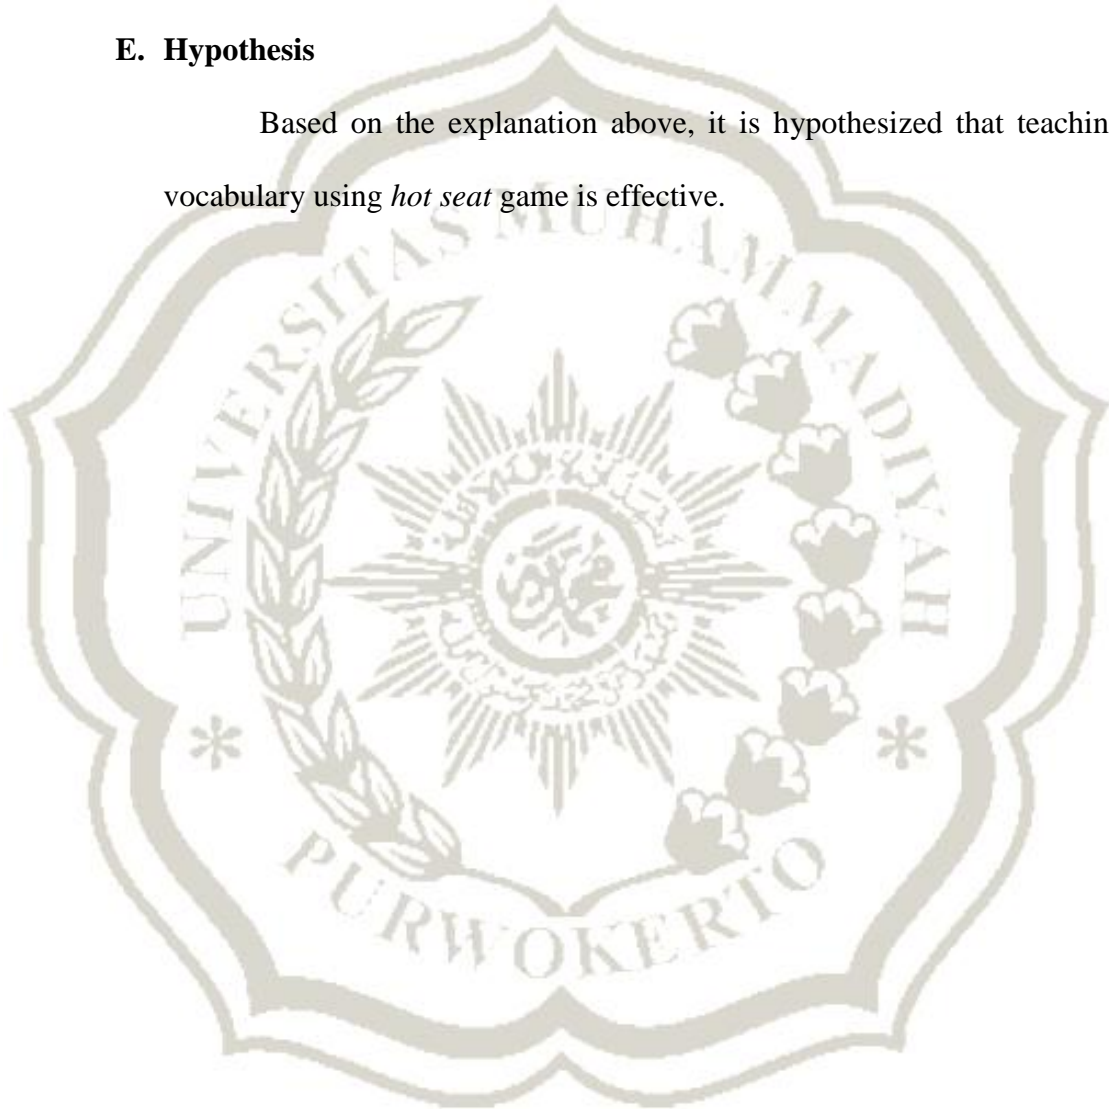 E. Hypothesis
Based on the explanation above, it is hypothesized that teachin
vocabulary using hot seat game is effective.
UNIVERSITAS MUHAMMADIYAH
PURWOKERTO